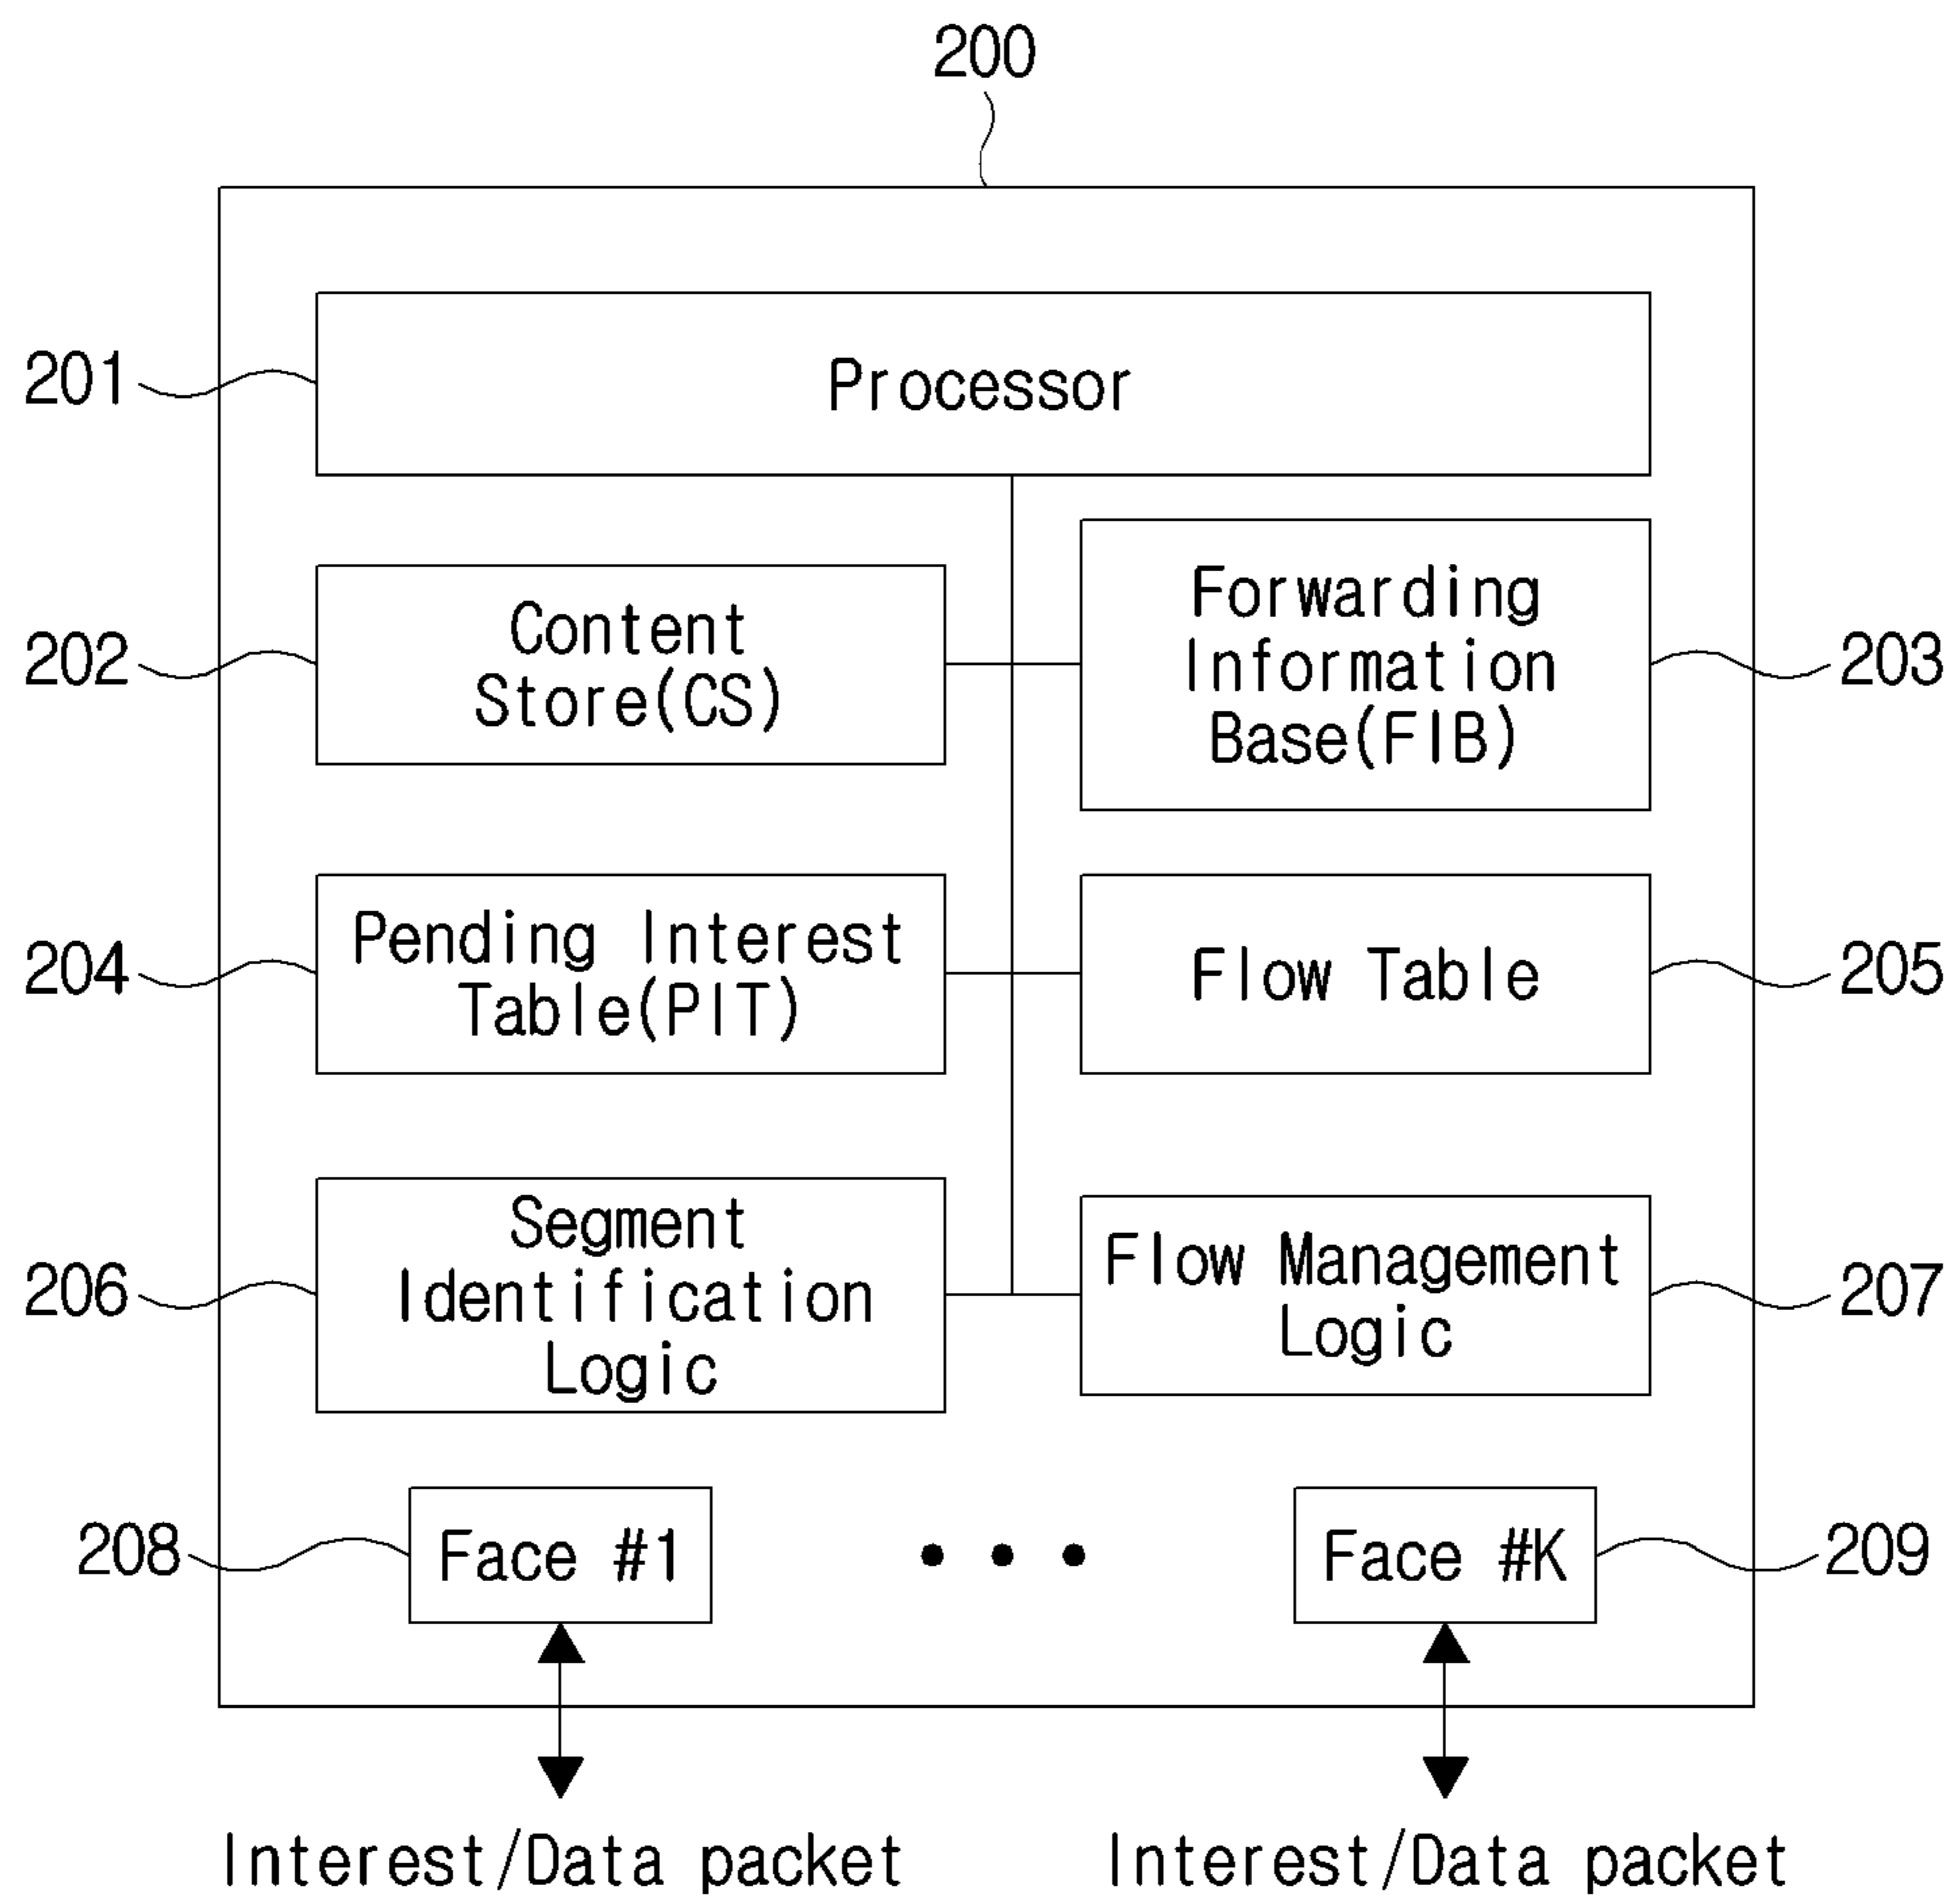 200
201
Processor
202
Content
Store(CS)
Forwarding
Information
Base(FIB)
203
204
Pending Interest
Table(PIT)
Flow Table
205
206
Segment
Identification
Logic
Flow Management
Logic
207
208
Face #1
Face #K
209
Interest/Data packet
Interest/Data packet